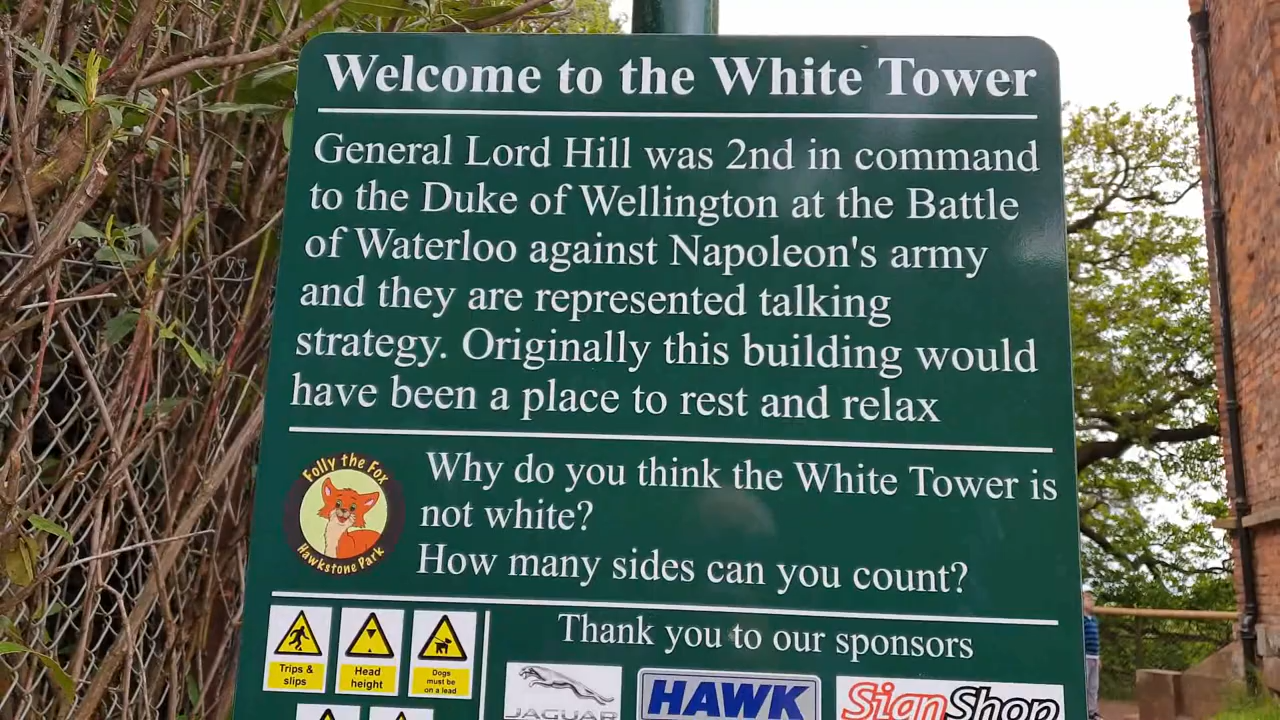 Welcome to the White Tower
General Lord Hill was 2nd in command
to the Duke of Wellington at the Battle
of Waterloo against Napoleon's army
and they are represented talking
strategy. Originally this building would
have been a place to rest and relax
Folly the Fox
Hawkstone Park
Why do you think the White Tower is
not white?
How many sides can you count?
Trips &
slips
Head
height
Dogs
must be
on a lead
Thank you to our sponsors
JAGUAR
HAWK
SignShop